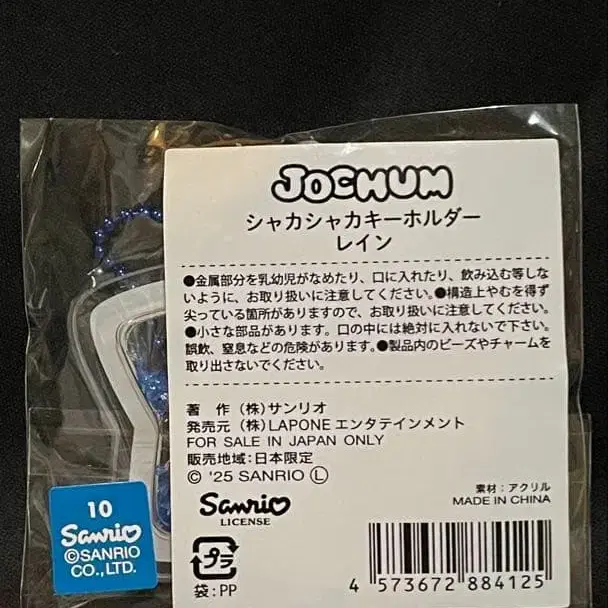 JOCHUM
シャカシャカキーホルダー
レイン
●金属部分を乳幼児がなめたり、口に入れたり、飲み込む等しな
いように、お取り扱いに注意してください。●構造上やむを得ず
尖っている箇所がありますので、お取り扱いに注意してください。
●小さな部品があります。口の中には絶対に入れないで下さい。
誤飲、窒息などの危険があります。●製品内のビーズやチャームを
取り出さないでください。
著 作 (株)サンリオ
発売元 (株)LAPONEエンタテインメント
FOR SALE IN JAPAN ONLY
販売地域:日本限定
© '25 SANRIO Ⓛ
Sanrio
LICENSE
素材:アクリル
MADE IN CHINA
プラ
袋:PP
4 573672 884125
10
Sanrio
©SANRIO
CO.,LTD.